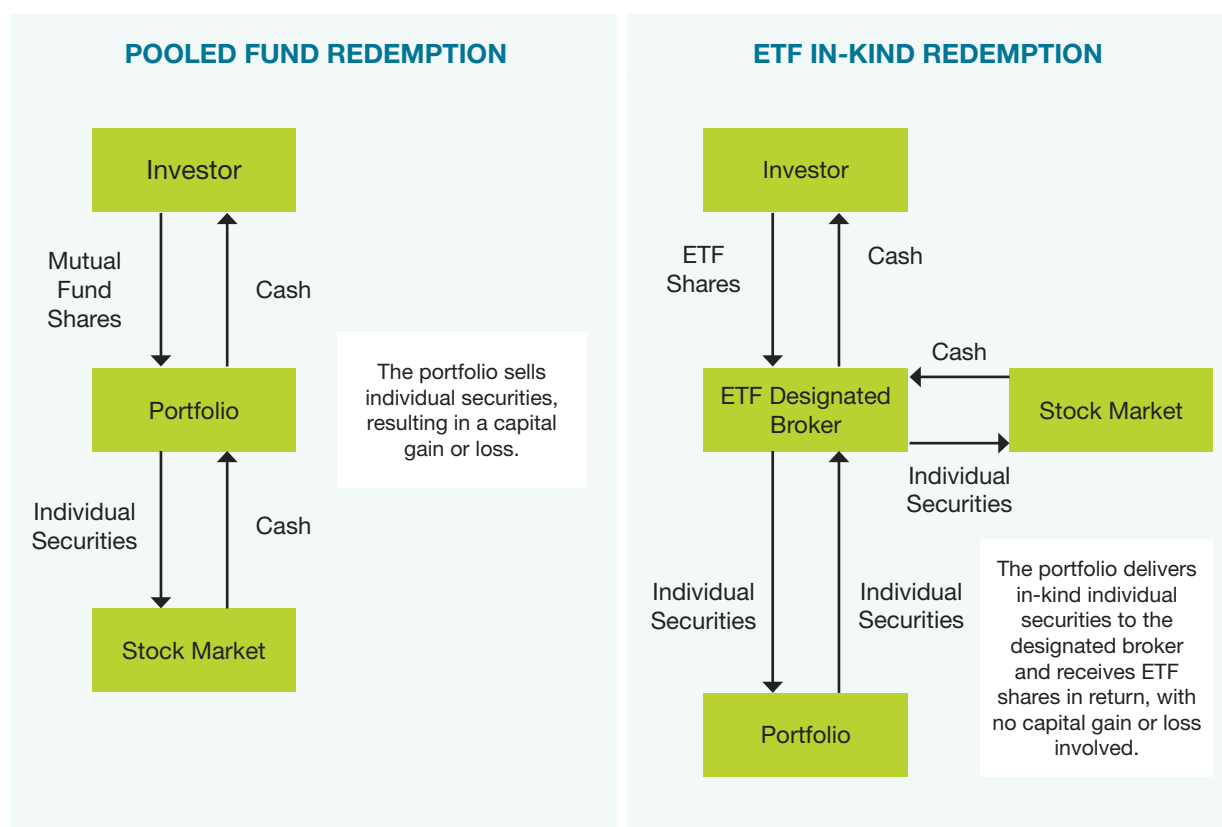 POOLED FUND REDEMPTION
Investor
Mutual
Fund
Shares
Cash
Portfolio
The portfolio sells
individual securities,
resulting in a capital
gain or loss.
Individual
Securities
Cash
Stock Market
ETF IN-KIND REDEMPTION
Investor
ETF
Shares
Cash
ETF Designated
Broker
Cash
Stock Market
Individual
Securities
Individual
Securities
Individual
Securities
The portfolio delivers
in-kind individual
securities to the
designated broker
and receives ETF
shares in return, with
no capital gain or loss
involved.
Portfolio